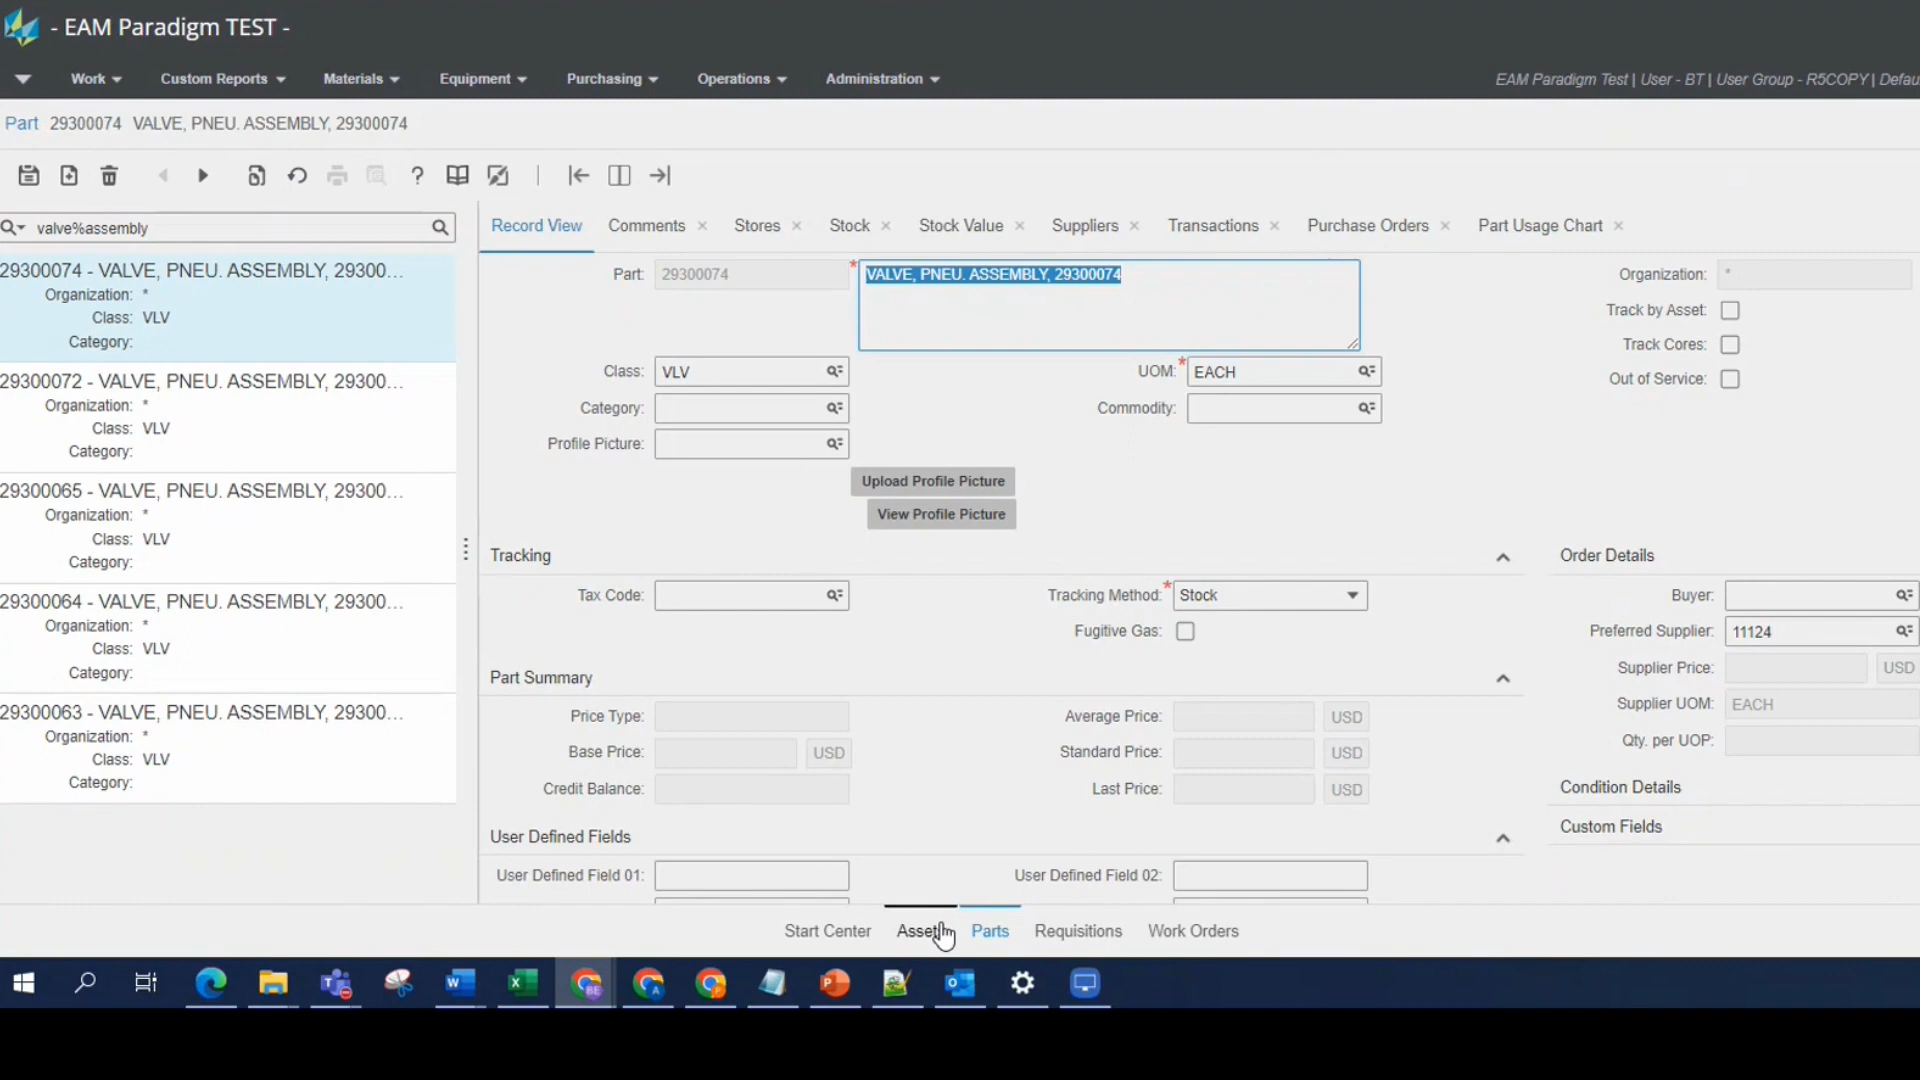 - EAM Paradigm TEST -
Work Custom Reports Materials Equipment Purchasing Operations Administration
EAM Paradigm Test | User - BT | User Group - R5COPY | Defau
Part 29300074 VALVE, PNEU. ASSEMBLY, 29300074
valve%assembly
29300074 - VALVE, PNEU. ASSEMBLY, 29300...
Organization: *
Class: VLV
Category:
29300072 - VALVE, PNEU. ASSEMBLY, 29300...
Organization: *
Class: VLV
Category:
29300065 - VALVE, PNEU. ASSEMBLY, 29300...
Organization: *
Class: VLV
Category:
29300064 - VALVE, PNEU. ASSEMBLY, 29300...
Organization: *
Class: VLV
Category:
29300063 - VALVE, PNEU. ASSEMBLY, 29300...
Organization: *
Class: VLV
Category:
Record View Comments Stores Stock Stock Value Suppliers Transactions Purchase Orders Part Usage Chart
Part: 29300074 * VALVE, PNEU. ASSEMBLY, 29300074
Organization: *
Track by Asset:
Track Cores:
Out of Service:
Class: VLV
UOM: * EACH
Category:
Commodity:
Profile Picture:
Upload Profile Picture
View Profile Picture
Tracking
Tax Code:
Tracking Method: * Stock
Fugitive Gas:
Order Details
Buyer:
Preferred Supplier: 11124
Supplier Price: USD
Supplier UOM: EACH
Qty. per UOP:
Condition Details
Custom Fields
Part Summary
Price Type:
Average Price: USD
Base Price: USD
Standard Price: USD
Credit Balance:
Last Price: USD
User Defined Fields
User Defined Field 01:
User Defined Field 02:
Start Center Asset Parts Requisitions Work Orders